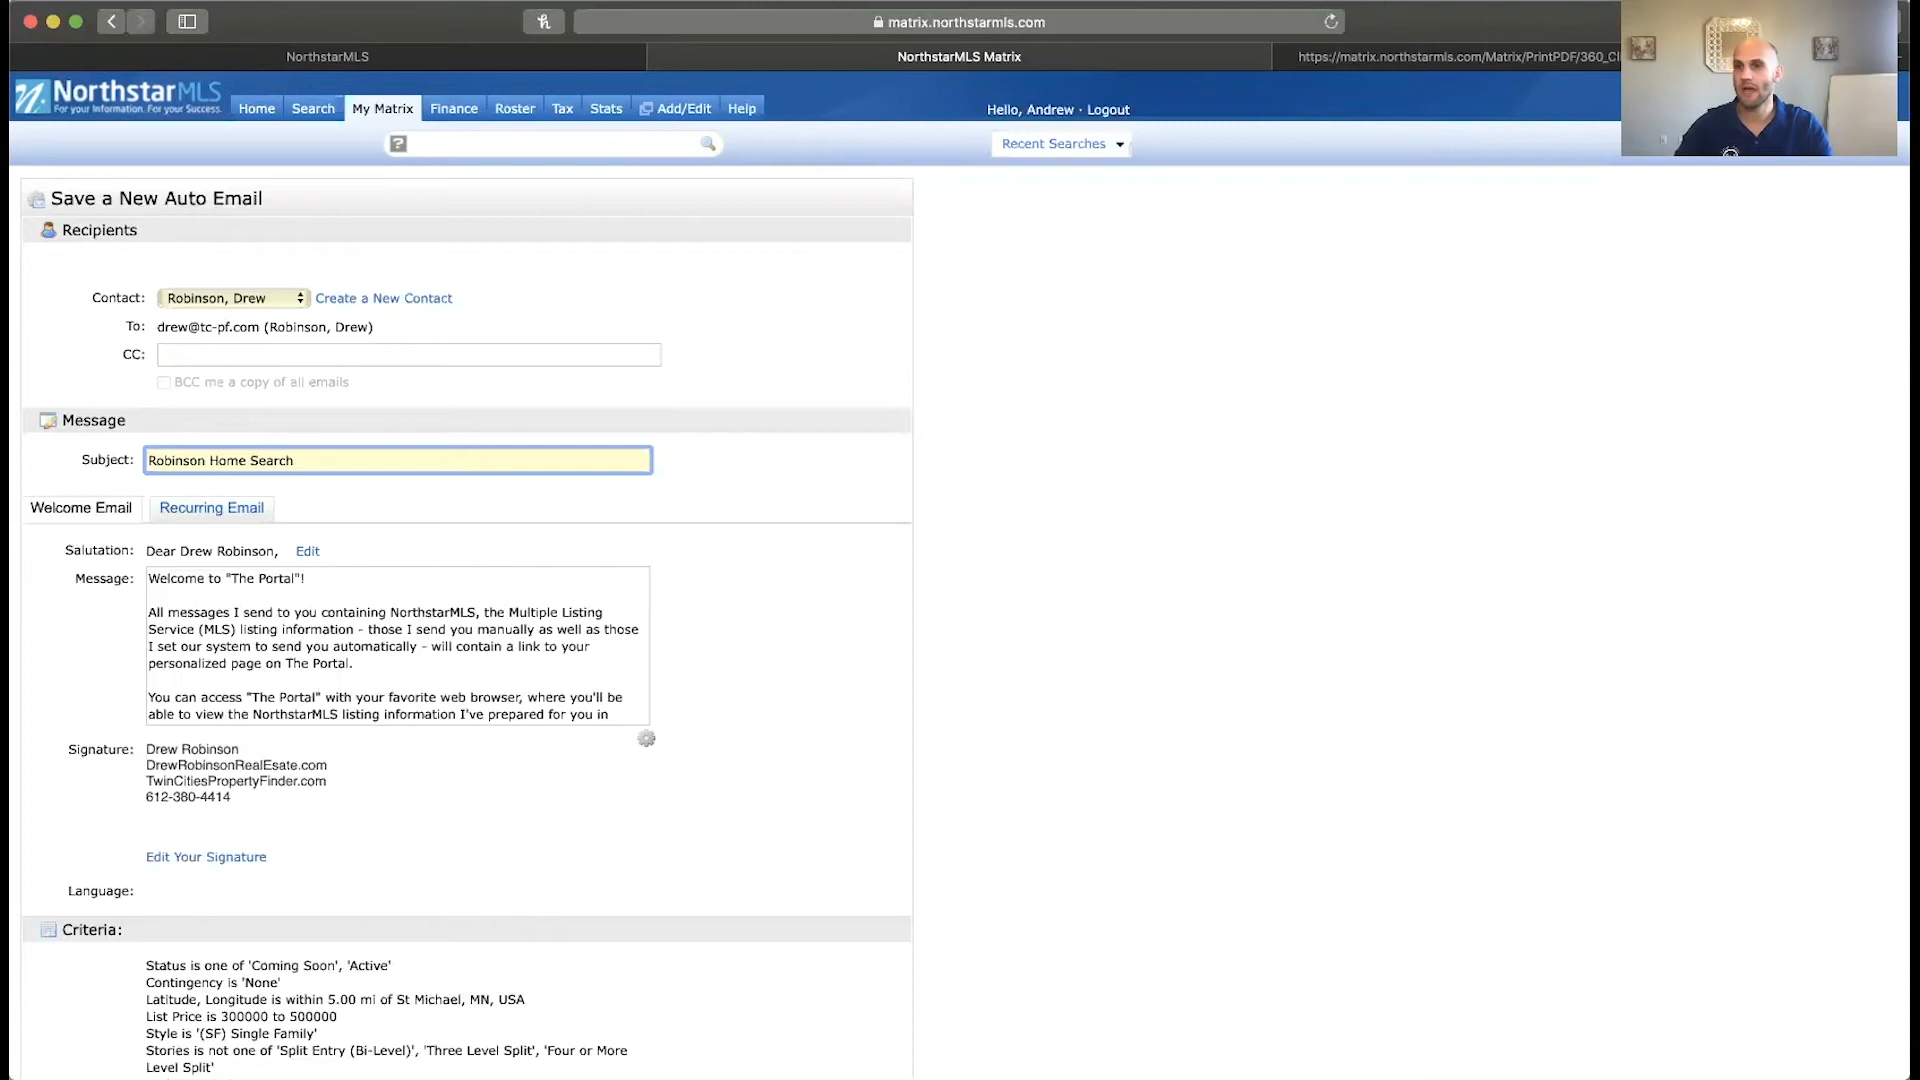 matrix.northstarmls.com
NorthstarMLS
NorthstarMLS Matrix
https://matrix.northstarmls.com/Matrix/PrintPDF/360_Cli
NorthstarMLS
For your Information. For your Success.
Home
Search
My Matrix
Finance
Roster
Tax
Stats
Add/Edit
Help
Hello, Andrew · Logout
?
Recent Searches
Save a New Auto Email
Recipients
Contact: Robinson, Drew Create a New Contact
To: drew@tc-pf.com (Robinson, Drew)
CC:
BCC me a copy of all emails
Message
Subject: Robinson Home Search
Welcome Email Recurring Email
Salutation: Dear Drew Robinson, Edit
Message: Welcome to "The Portal"!
All messages I send to you containing NorthstarMLS, the Multiple Listing
Service (MLS) listing information - those I send you manually as well as those
I set our system to send you automatically - will contain a link to your
personalized page on The Portal.
You can access "The Portal" with your favorite web browser, where you'll be
able to view the NorthstarMLS listing information I've prepared for you in
Signature: Drew Robinson
DrewRobinsonRealEsate.com
TwinCitiesPropertyFinder.com
612-380-4414
Edit Your Signature
Language:
Criteria:
Status is one of 'Coming Soon', 'Active'
Contingency is 'None'
Latitude, Longitude is within 5.00 mi of St Michael, MN, USA
List Price is 300000 to 500000
Style is '(SF) Single Family'
Stories is not one of 'Split Entry (Bi-Level)', 'Three Level Split', 'Four or More
Level Split'